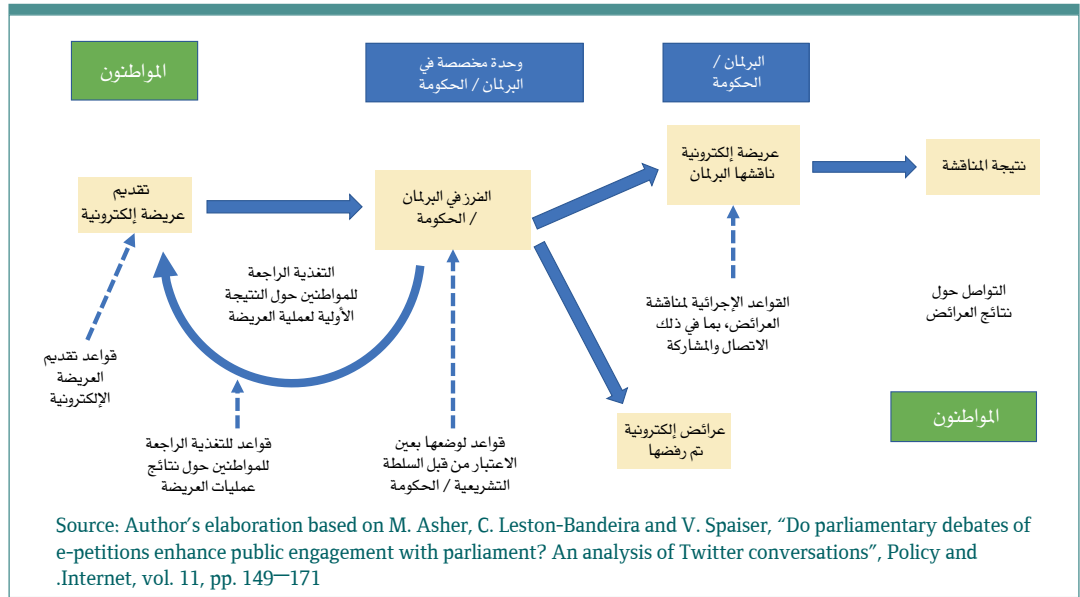 المواطنون
وحدة مخصصة في
البرلمان / الحكومة
البرلمان /
الحكومة
تقديم
عريضة إلكترونية
الفرز في البرلمان
/ الحكومة
عريضة إلكترونية
ناقشها البرلمان
نتيجة المناقشة
التغذية الراجعة
للمواطنين حول النتيجة
الأولية لعملية العريضة
القواعد الإجرائية لمناقشة
العرائض، بما في ذلك
الاتصال والمشاركة
التواصل حول
نتائج العرائض
قواعد تقديم
العريضة
الإلكترونية
المواطنون
عرائض إلكترونية
تم رفضها
قواعد للتغذية الراجعة
للمواطنين حول نتائج
عمليات العريضة
قواعد لوضعها بعين
الاعتبار من قبل السلطة
التشريعية / الحكومة
Source: Author's elaboration based on M. Asher, C. Leston-Bandeira and V. Spaiser, “Do parliamentary debates of
e-petitions enhance public engagement with parliament? An analysis of Twitter conversations”, Policy and
.Internet, vol. 11, pp. 149—171